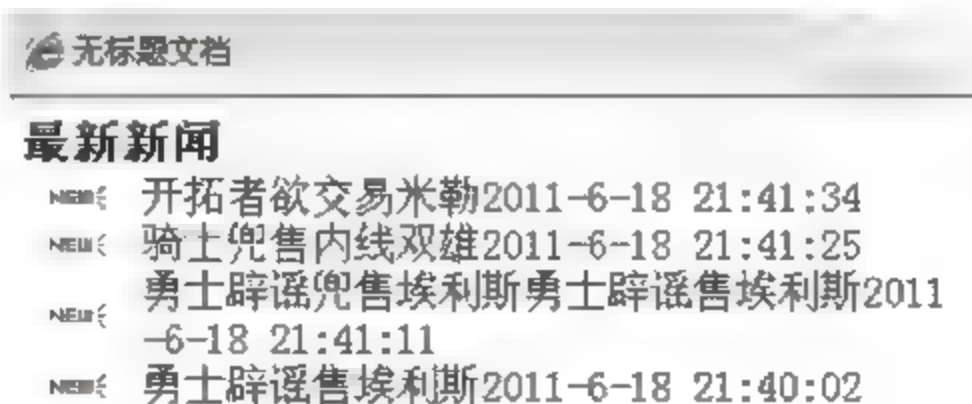 无标题文档
最新新闻
NEW 开拓者欲交易米勒2011-6-18 21:41:34
NEW 骑士兜售内线双雄2011-6-18 21:41:25
NEW 勇士辟谣兜售埃利斯勇士辟谣售埃利斯2011
-6-18 21:41:11
NEW 勇士辟谣售埃利斯2011-6-18 21:40:02